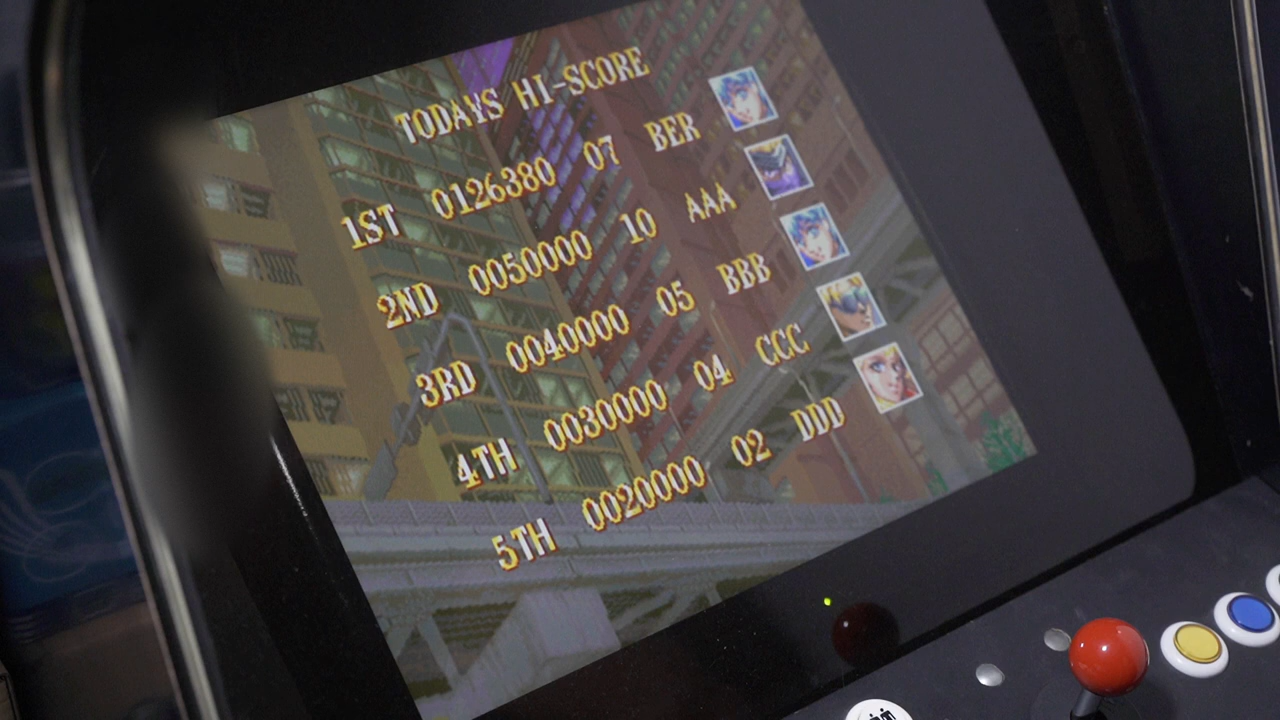 TODAYS HI-SCORE
1ST 0126380 07 BER
2ND 0050000 10 AAA
3RD 0040000 05 BBB
4TH 0030000 04 CCC
5TH 0020000 02 DDD